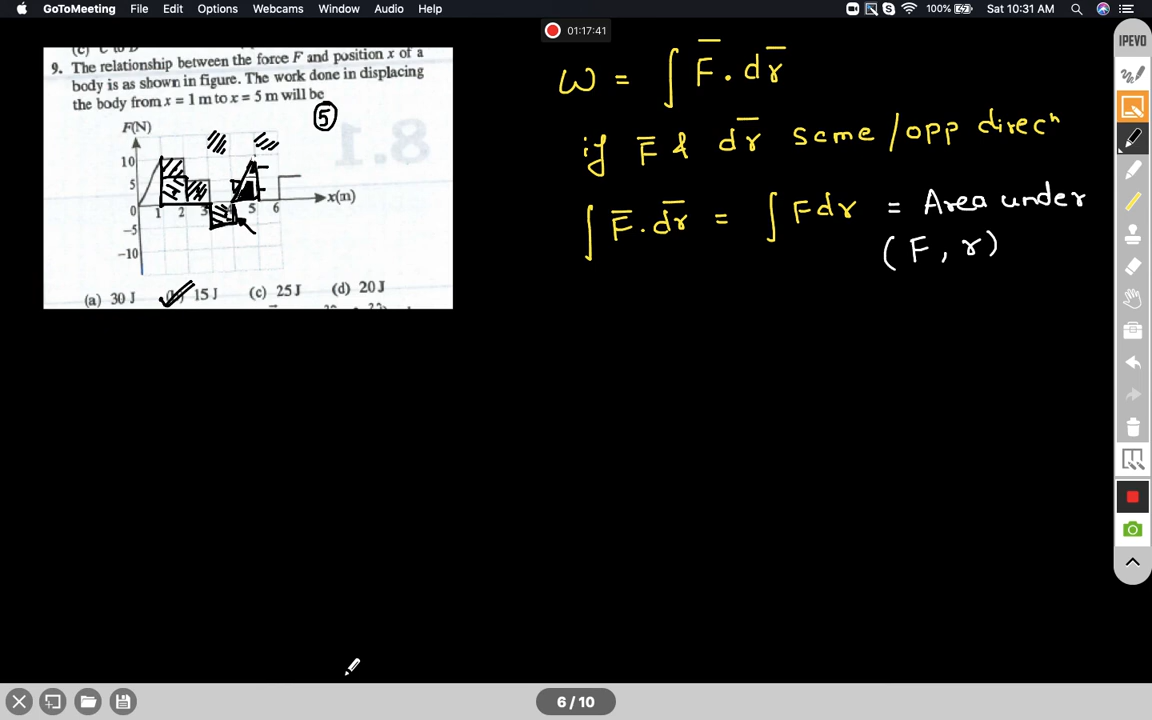 GoToMeeting File Edit Options Webcams Window Audio Help 100% Sat 10:31 AM
01:17:41
IPEVO
9. The relationship between the force F and position x of a
body is as shown in figure. The work done in displacing
the body from x = 1 m to x = 5 m will be
5
F(N)
10
5
0 1 2 3 5 6 x(m)
−5
−10
(a) 30 J 15 J (c) 25 J (d) 20 J
8.1
ω = ∫ F̅ . dr̅
if F̅ & dr̅ same / opp direcⁿ
∫ F̅ . dr̅ = ∫ F dr = Area under
(F, r)
6 / 10